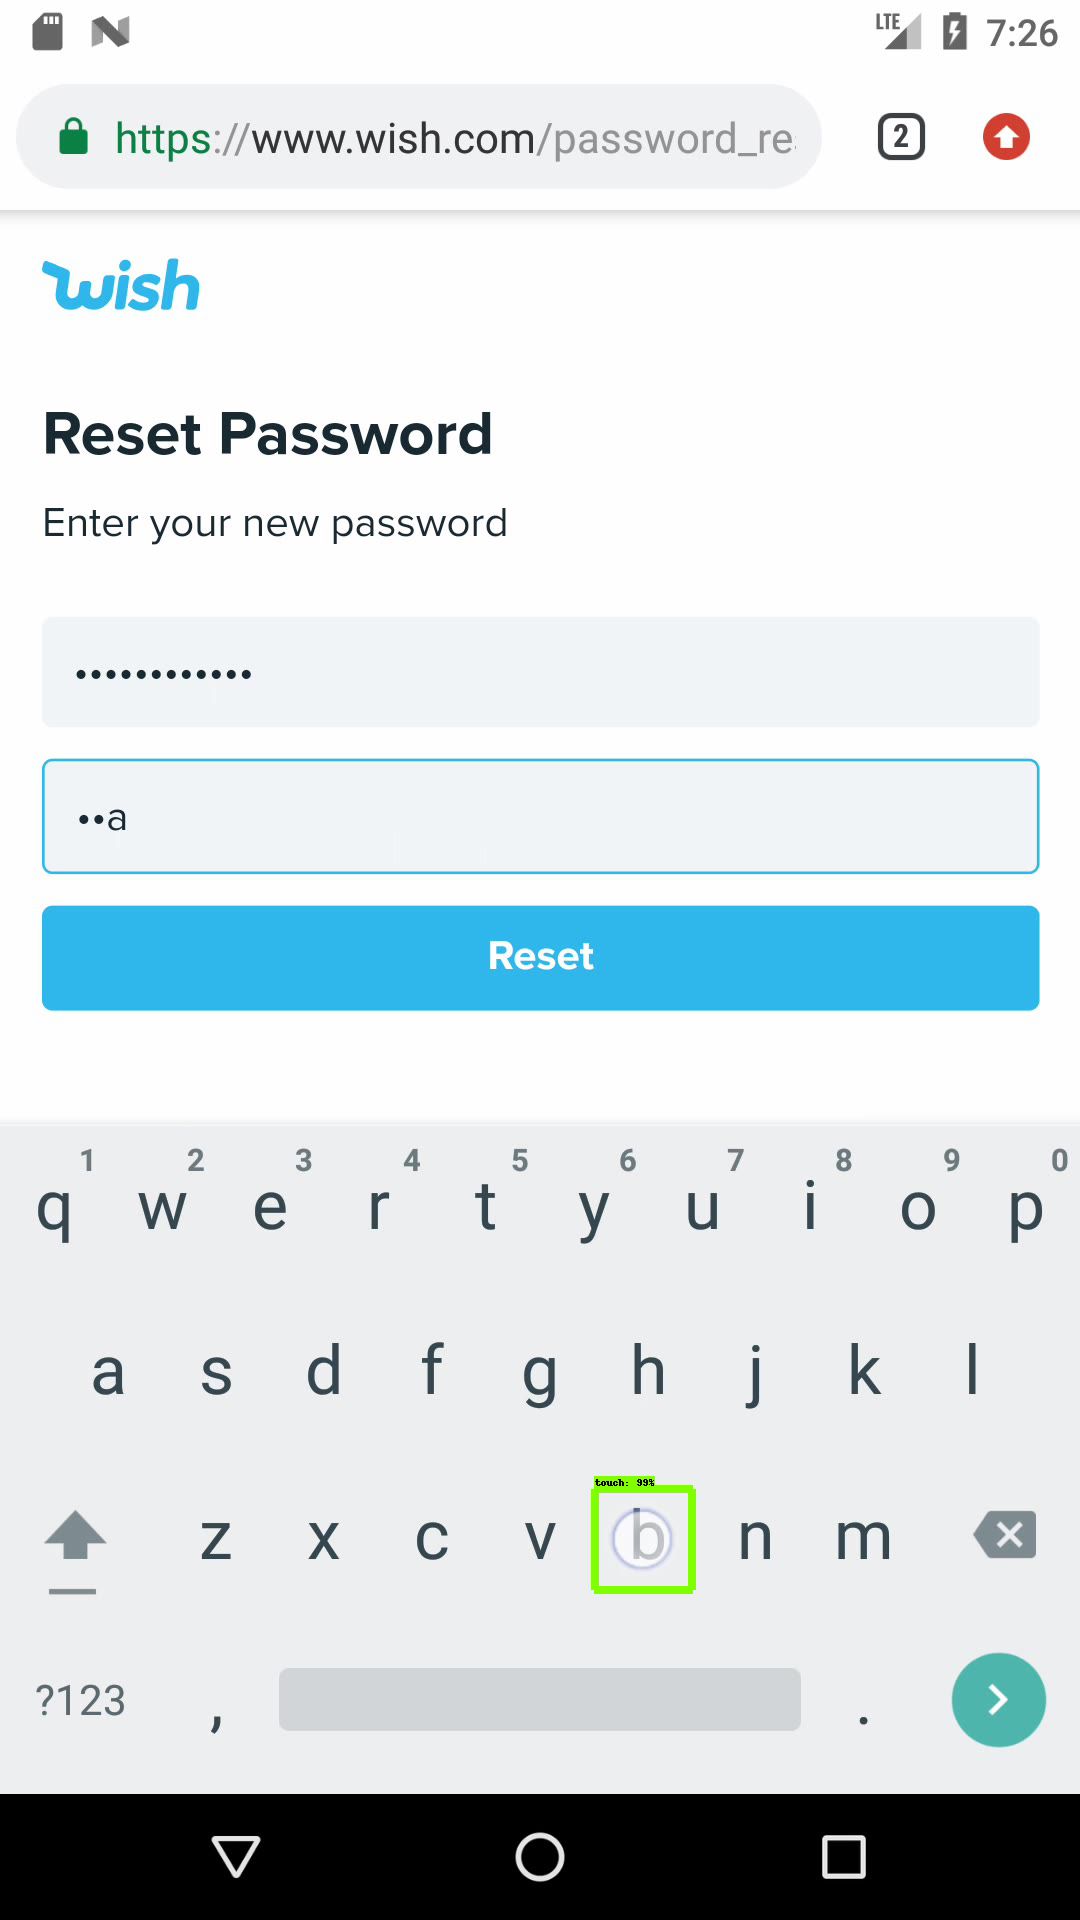 LTE 7:26
https://www.wish.com/password_re
2
wish
Reset Password
Enter your new password
••••••••••••
••a
Reset
1 2 3 4 5 6 7 8 9 0
q w e r t y u i o p
a s d f g h j k l
touch: 99%
z x c v b n m
?123 , .